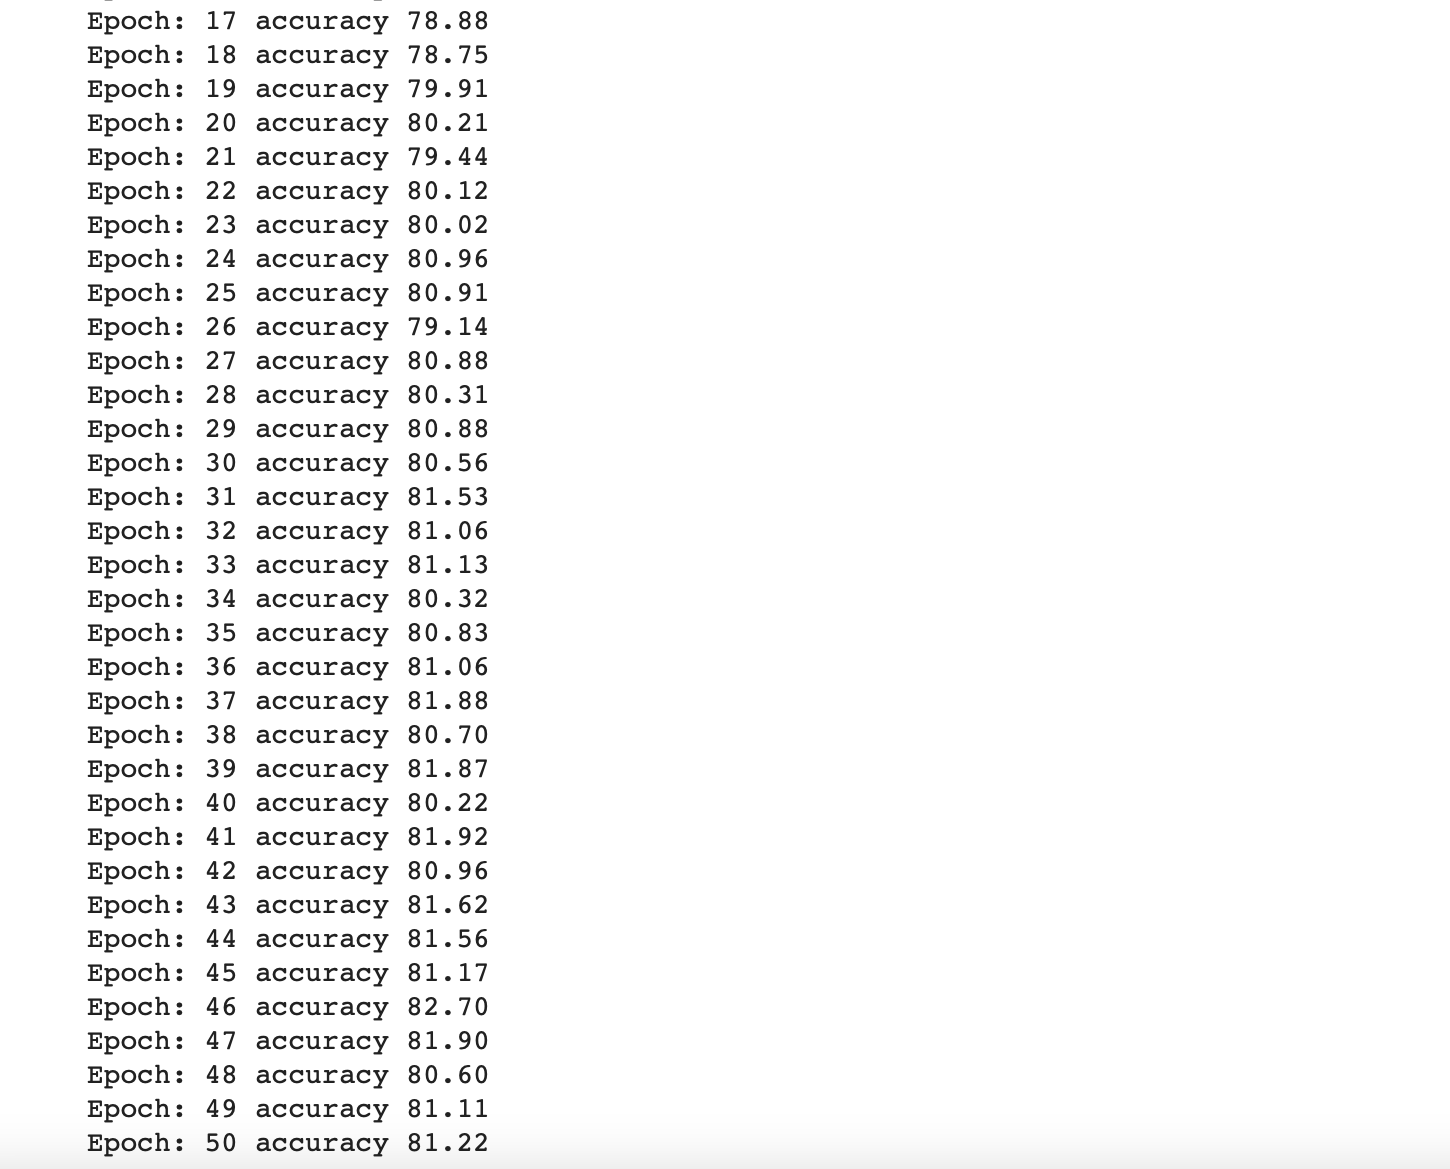 Epoch: 17 accuracy 78.88
Epoch: 18 accuracy 78.75
Epoch: 19 accuracy 79.91
Epoch: 20 accuracy 80.21
Epoch: 21 accuracy 79.44
Epoch: 22 accuracy 80.12
Epoch: 23 accuracy 80.02
Epoch: 24 accuracy 80.96
Epoch: 25 accuracy 80.91
Epoch: 26 accuracy 79.14
Epoch: 27 accuracy 80.88
Epoch: 28 accuracy 80.31
Epoch: 29 accuracy 80.88
Epoch: 30 accuracy 80.56
Epoch: 31 accuracy 81.53
Epoch: 32 accuracy 81.06
Epoch: 33 accuracy 81.13
Epoch: 34 accuracy 80.32
Epoch: 35 accuracy 80.83
Epoch: 36 accuracy 81.06
Epoch: 37 accuracy 81.88
Epoch: 38 accuracy 80.70
Epoch: 39 accuracy 81.87
Epoch: 40 accuracy 80.22
Epoch: 41 accuracy 81.92
Epoch: 42 accuracy 80.96
Epoch: 43 accuracy 81.62
Epoch: 44 accuracy 81.56
Epoch: 45 accuracy 81.17
Epoch: 46 accuracy 82.70
Epoch: 47 accuracy 81.90
Epoch: 48 accuracy 80.60
Epoch: 49 accuracy 81.11
Epoch: 50 accuracy 81.22